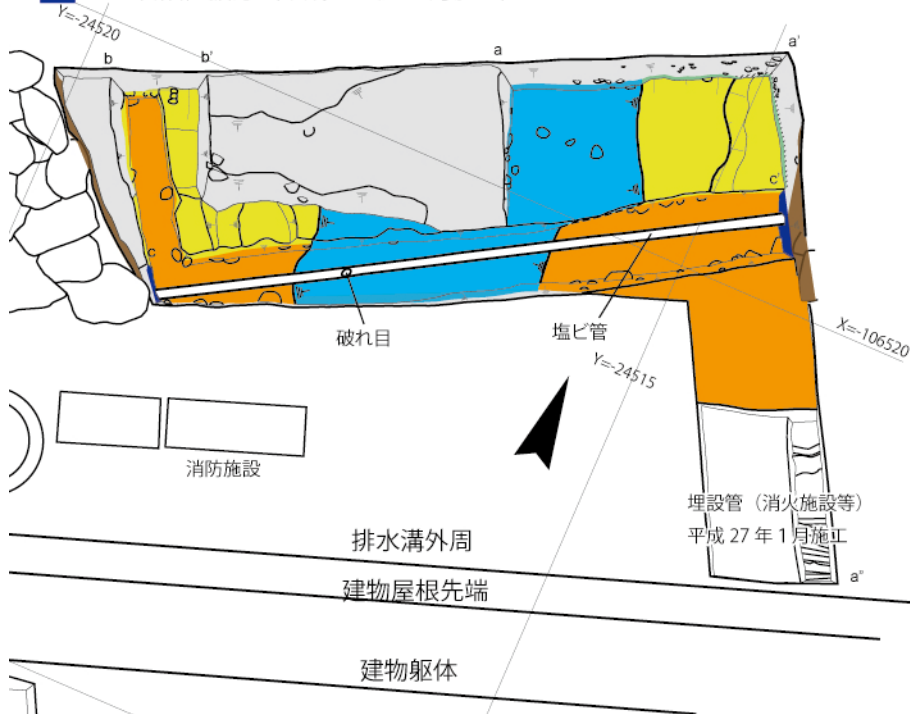 Y=-24520
b
b'
a
a'
c'
c
破れ目
塩ビ管
X=-106520
Y=-24515
消防施設
埋設管（消火施設等）
平成 27 年 1 月施工
a"
排水溝外周
建物屋根先端
建物躯体